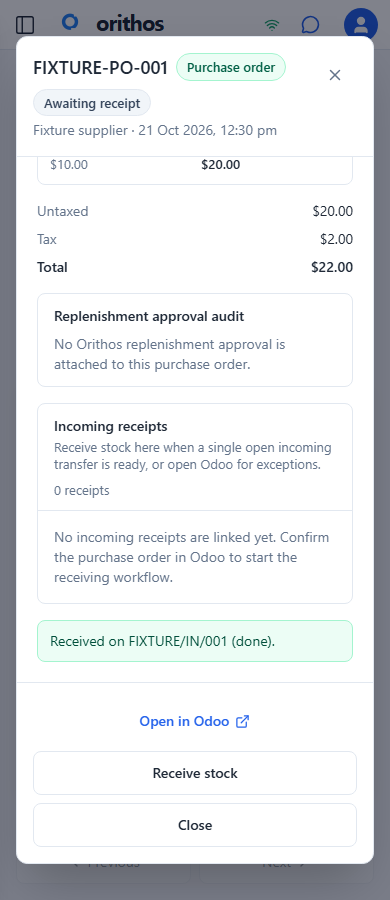 orithos
FIXTURE-PO-001
Purchase order
Awaiting receipt
Fixture supplier · 21 Oct 2026, 12:30 pm
$10.00 $20.00
Untaxed $20.00
Tax $2.00
Total $22.00
Replenishment approval audit
No Orithos replenishment approval is
attached to this purchase order.
Incoming receipts
Receive stock here when a single open incoming
transfer is ready, or open Odoo for exceptions.
0 receipts
No incoming receipts are linked yet. Confirm
the purchase order in Odoo to start the
receiving workflow.
Received on FIXTURE/IN/001 (done).
Open in Odoo
Receive stock
Close
Previous Next